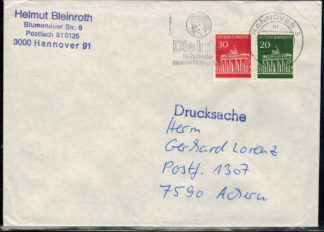 Helmut Bleinroth
Blumenauer Str. 6
Postfach 910125
3000 Hannover 91
HANNOVER
30
20
Drucksache
Herrn
Gerhard Lorenz
Postf. 1307
7590 Achern